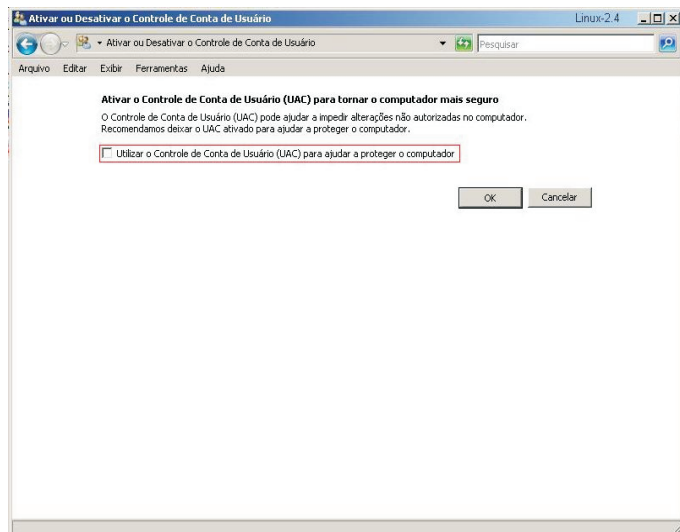 Ativar ou Desativar o Controle de Conta de Usuário
Linux-2.4
Ativar ou Desativar o Controle de Conta de Usuário
Pesquisar
Arquivo Editar Exibir Ferramentas Ajuda
Ativar o Controle de Conta de Usuário (UAC) para tornar o computador mais seguro
O Controle de Conta de Usuário (UAC) pode ajudar a impedir alterações não autorizadas no computador.
Recomendamos deixar o UAC ativado para ajudar a proteger o computador.
Utilizar o Controle de Conta de Usuário (UAC) para ajudar a proteger o computador
OK Cancelar